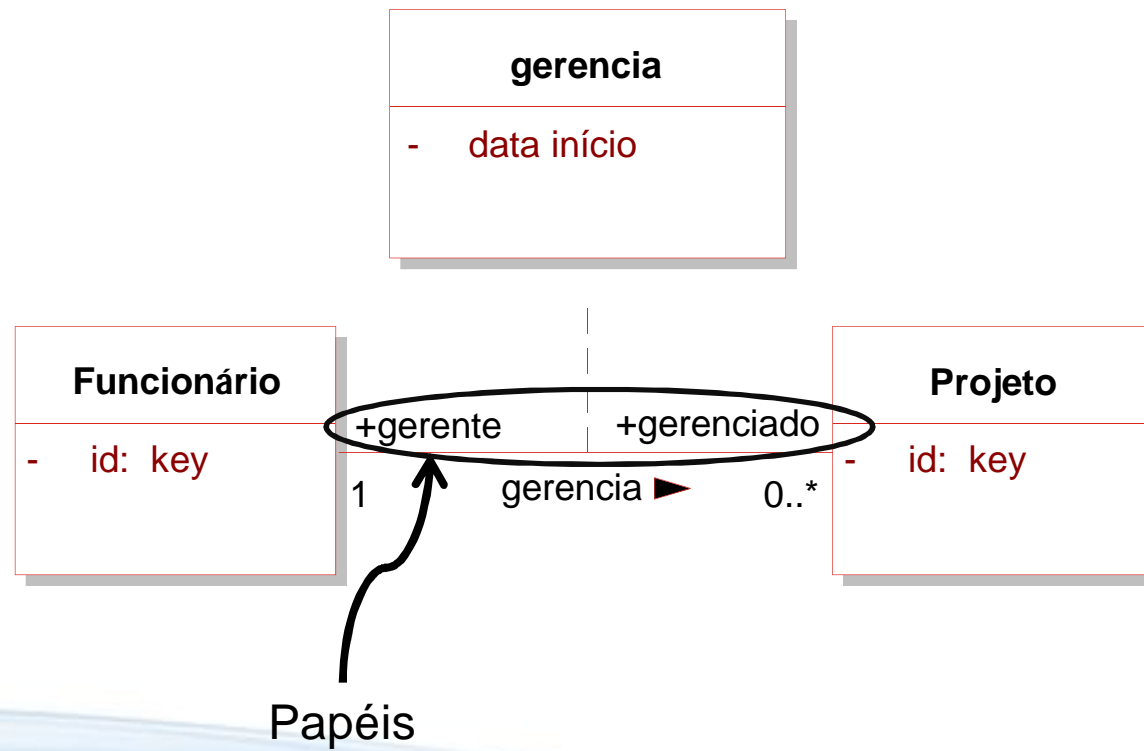 gerencia
- data início
Funcionário
- id: key
+gerente +gerenciado
1 gerencia ► 0..*
Projeto
- id: key
Papéis